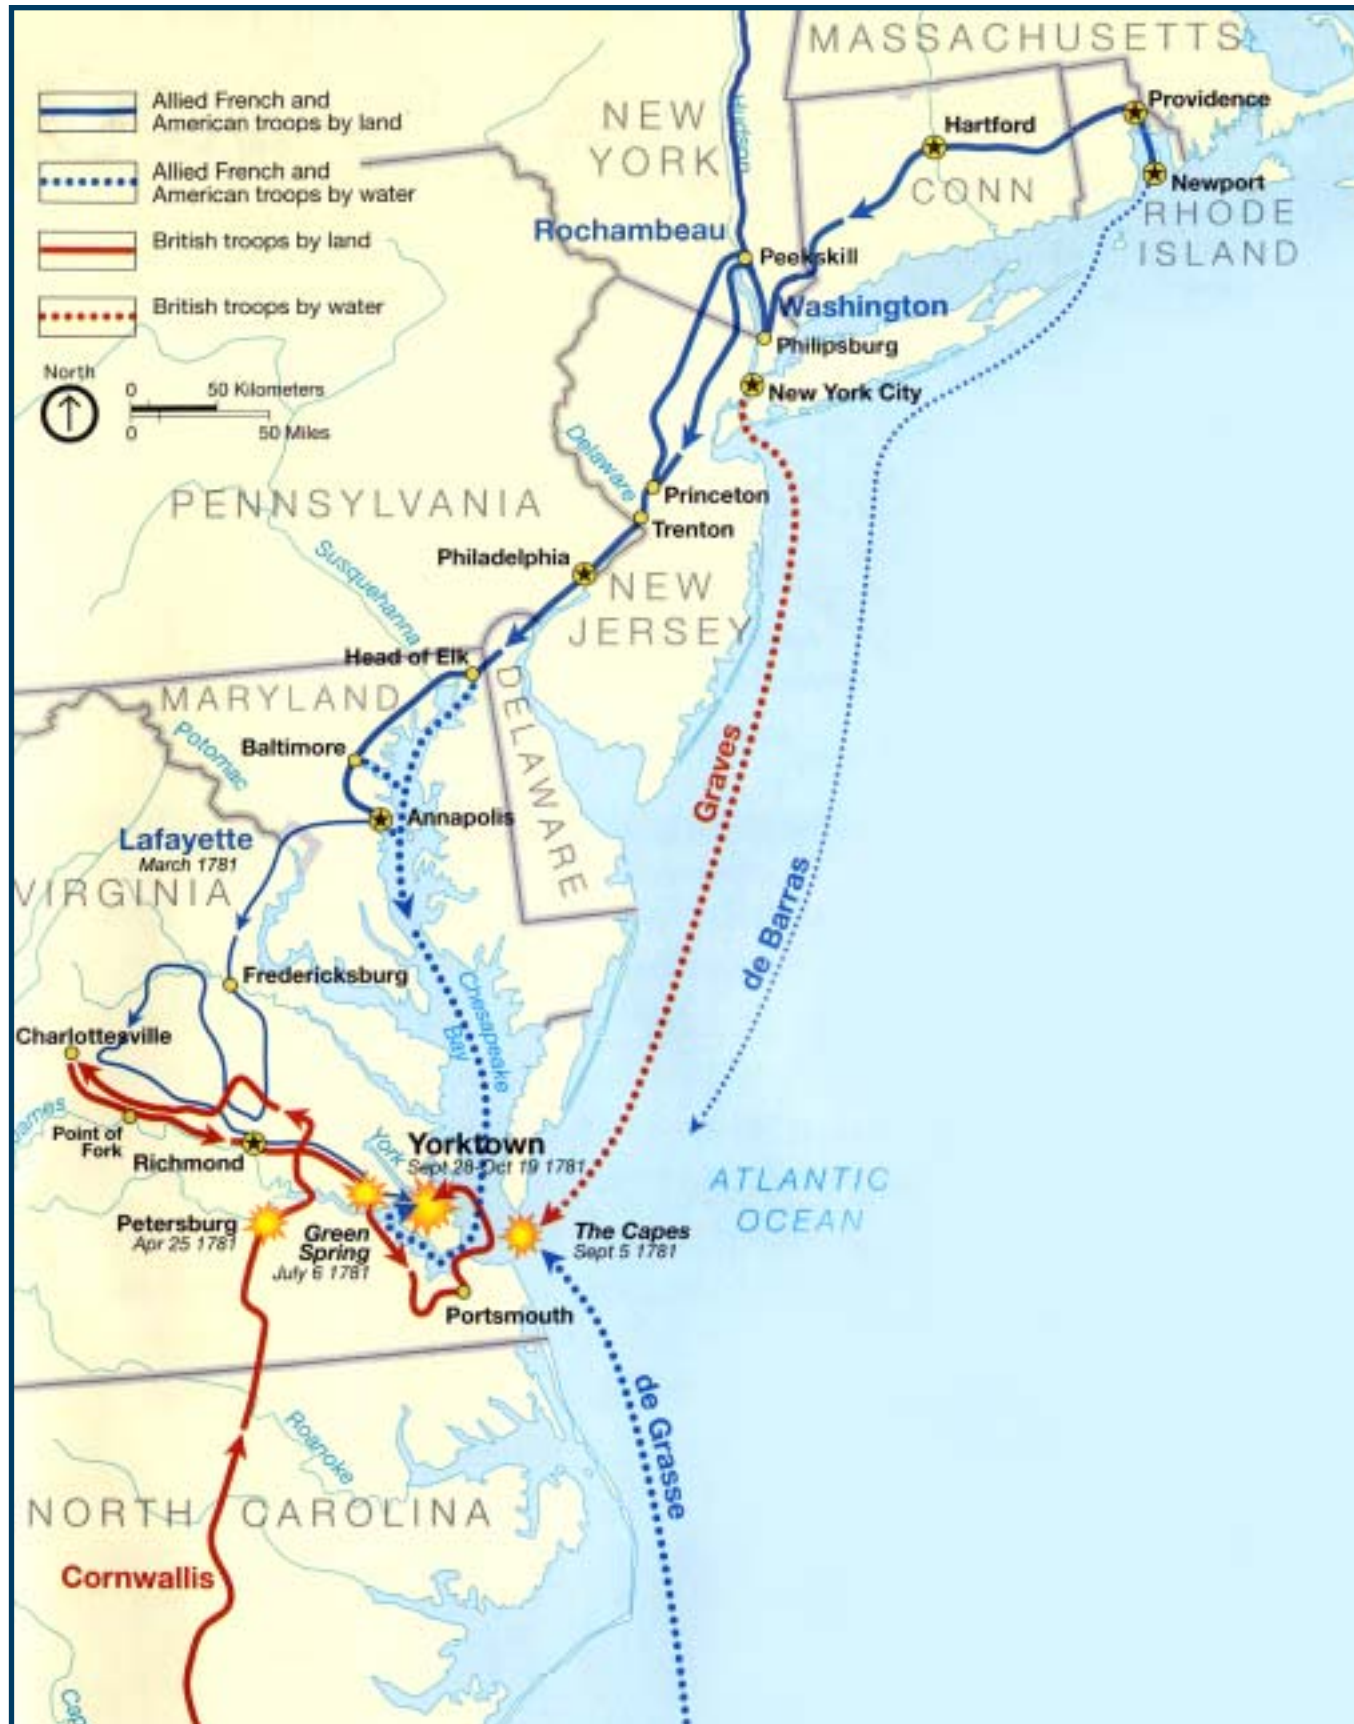 MASSACHUSETTS
Allied French and
American troops by land
Allied French and
American troops by water
British troops by land
British troops by water
North
0 50 Kilometers
0 50 Miles
NEW
YORK
Hudson
Providence
Hartford
CONN
Newport
RHODE
ISLAND
Rochambeau
Peekskill
Washington
Philipsburg
New York City
Delaware
PENNSYLVANIA
Princeton
Trenton
Susquehanna
Philadelphia
NEW
JERSEY
Head of Elk
MARYLAND
DELAWARE
Potomac
Baltimore
Graves
Annapolis
Lafayette
March 1781
VIRGINIA
de Barras
Fredericksburg
Chesapeake
Bay
Charlottesville
James
Point of
Fork
Richmond
York
Yorktown
Sept 28-Oct 19 1781
ATLANTIC
OCEAN
Petersburg
Apr 25 1781
Green
Spring
July 6 1781
The Capes
Sept 5 1781
Portsmouth
de Grasse
Roanoke
NORTH CAROLINA
Cornwallis